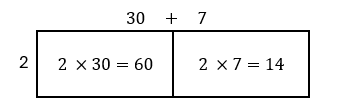 30 + 7
2 2 × 30 = 60 2 × 7 = 14